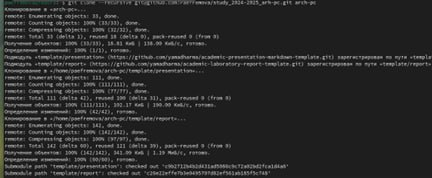 $ git clone --recursive git@github.com:paefremova/study_2024-2025_arh-pc.git arch-pc
Клонирование в «arch-pc»...
remote: Enumerating objects: 33, done.
remote: Counting objects: 100% (33/33), done.
remote: Compressing objects: 100% (32/32), done.
remote: Total 33 (delta 1), reused 18 (delta 0), pack-reused 0 (from 0)
Получение объектов: 100% (33/33), 18.81 КиБ | 138.00 КиБ/с, готово.
Определение изменений: 100% (1/1), готово.
Подмодуль «template/presentation» (https://github.com/yamadharma/academic-presentation-markdown-template.git) зарегистрирован по пути «templat
Подмодуль «template/report» (https://github.com/yamadharma/academic-laboratory-report-template.git) зарегистрирован по пути «template/report»
Клонирование в «/home/paefremova/arch-pc/template/presentation»...
remote: Enumerating objects: 111, done.
remote: Counting objects: 100% (111/111), done.
remote: Compressing objects: 100% (77/77), done.
remote: Total 111 (delta 42), reused 100 (delta 31), pack-reused 0 (from 0)
Получение объектов: 100% (111/111), 102.17 КиБ | 190.00 КиБ/с, готово.
Определение изменений: 100% (42/42), готово.
Клонирование в «/home/paefremova/arch-pc/template/report»...
remote: Enumerating objects: 142, done.
remote: Counting objects: 100% (142/142), done.
remote: Compressing objects: 100% (97/97), done.
remote: Total 142 (delta 60), reused 121 (delta 39), pack-reused 0 (from 0)
Получение объектов: 100% (142/142), 341.09 КиБ | 1.19 МиБ/с, готово.
Определение изменений: 100% (60/60), готово.
Submodule path 'template/presentation': checked out
Submodule path 'template/report': checked out